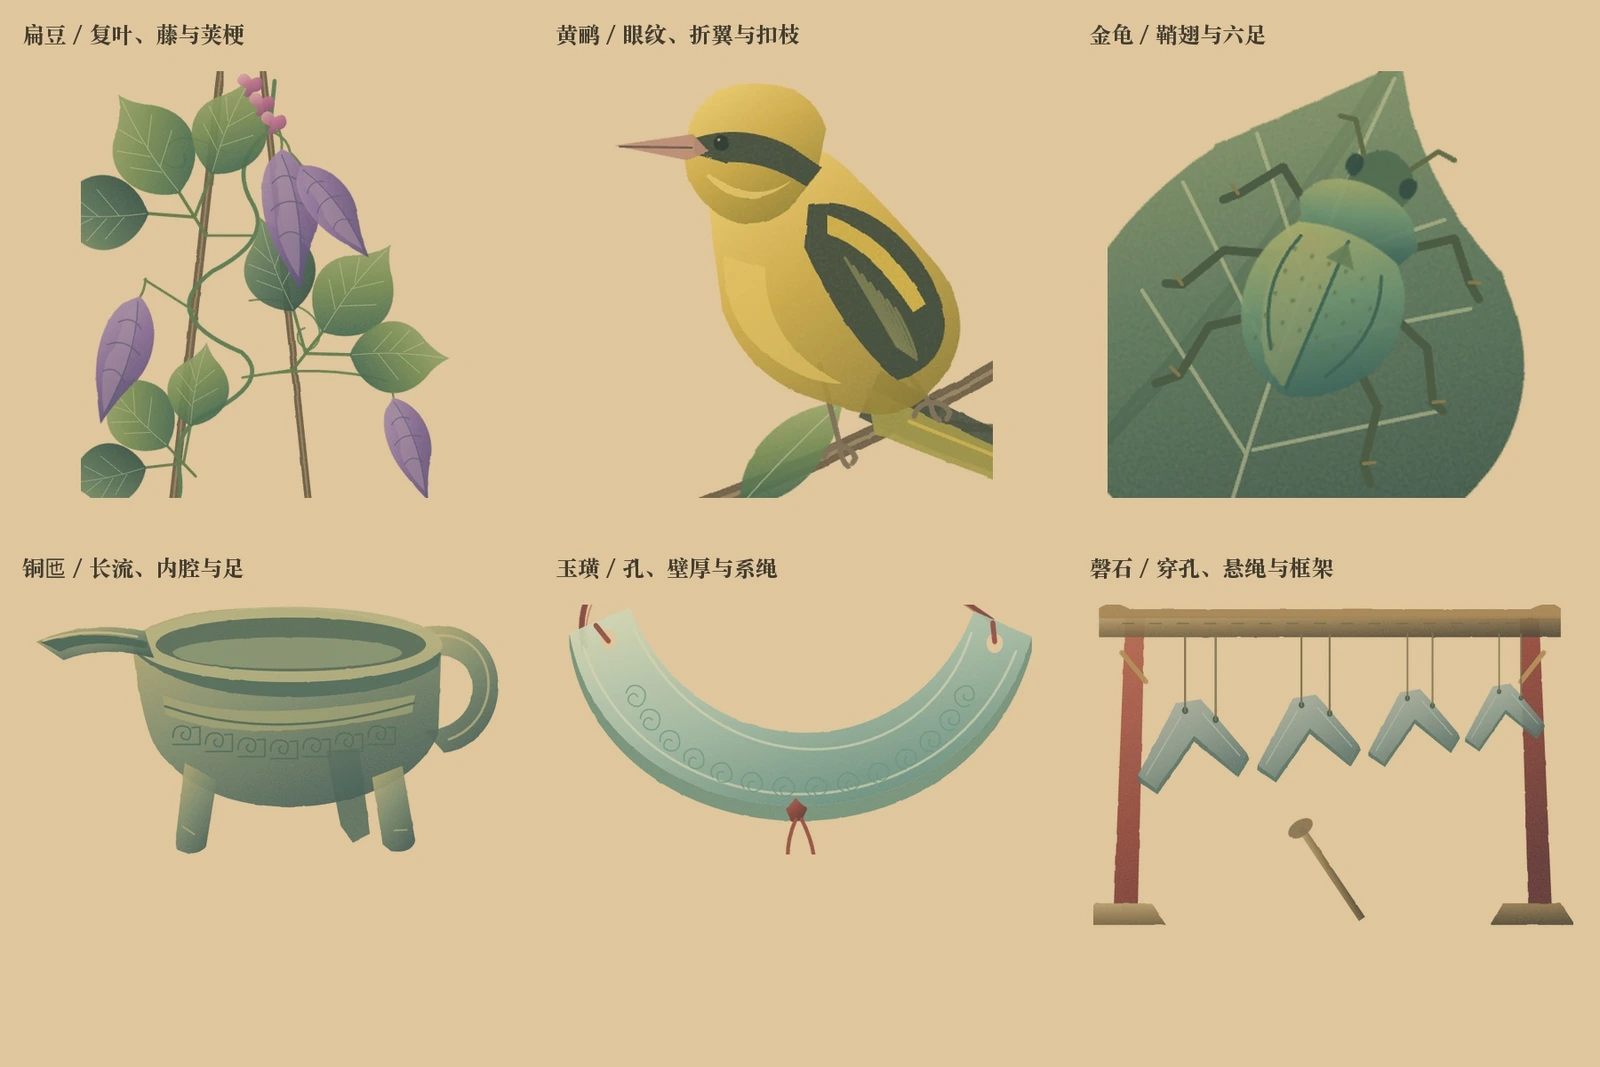 扁豆 / 复叶、藤与荚梗
黄鹂 / 眼纹、折翼与扣枝
金龟 / 鞘翅与六足
铜匜 / 长流、内腔与足
玉璜 / 孔、壁厚与系绳
磬石 / 穿孔、悬绳与框架